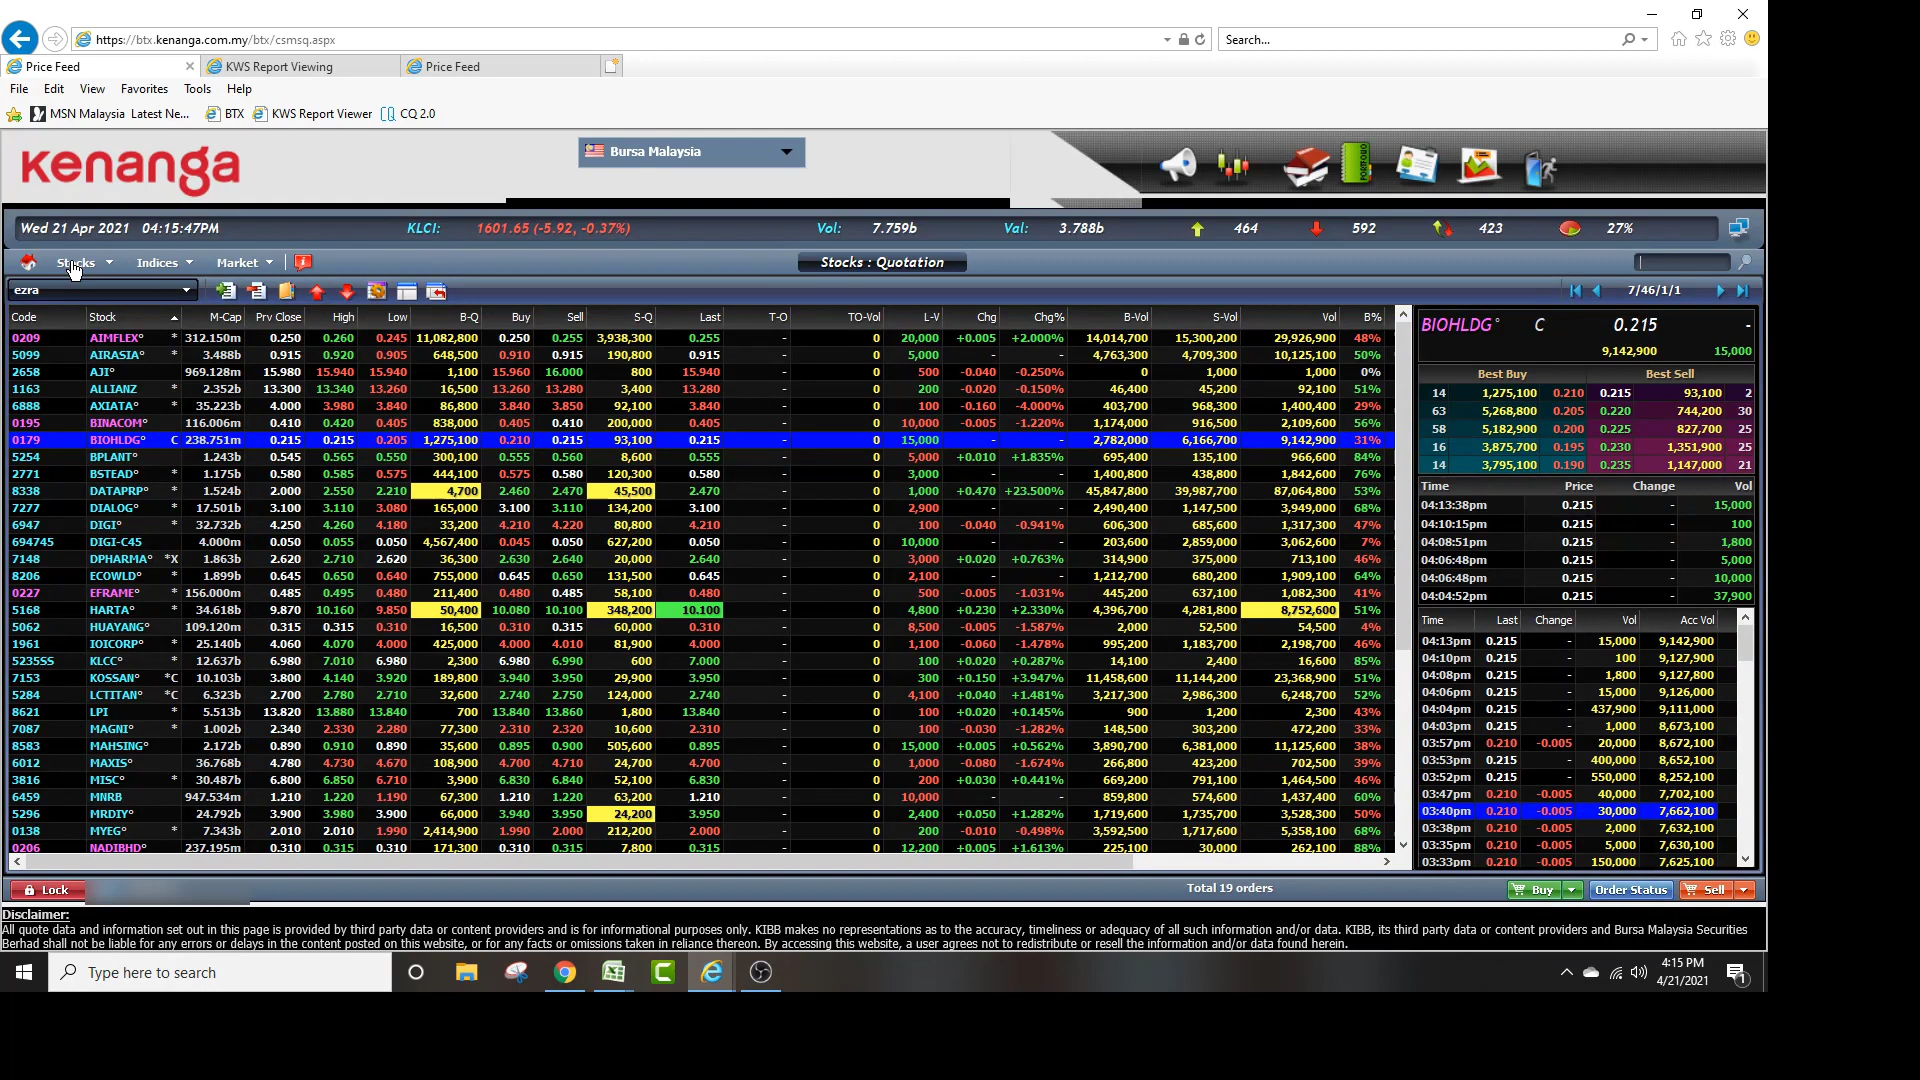 https://btx.kenanga.com.my/btx/csmsq.aspx Search...
Price Feed KWS Report Viewing Price Feed
File Edit View Favorites Tools Help
MSN Malaysia Latest Ne... BTX KWS Report Viewer CQ 2.0
kenanga Bursa Malaysia PORTFOLIO
Wed 21 Apr 2021 04:15:47PM KLCI: 1601.65 (-5.92, -0.37%) Vol: 7.759b Val: 3.788b 464 592 423 27%
Stocks Indices Market Stocks : Quotation
ezra 7/46/1/1
Code Stock M-Cap Prv Close High Low B-Q Buy Sell S-Q Last T-O TO-Vol L-V Chg Chg% B-Vol S-Vol Vol B%
0209 AIMFLEX° * 312.150m 0.250 0.260 0.245 11,082,800 0.250 0.255 3,938,300 0.255 - 0 20,000 +0.005 +2.000% 14,014,700 15,300,200 29,926,900 48%
5099 AIRASIA° * 3.488b 0.915 0.920 0.905 648,500 0.910 0.915 190,800 0.915 - 0 5,000 - - 4,763,300 4,709,300 10,125,100 50%
2658 AJI° 969.128m 15.980 15.940 15.940 1,100 15.960 16.000 800 15.940 - 0 500 -0.040 -0.250% 0 1,000 1,000 0%
1163 ALLIANZ * 2.352b 13.300 13.340 13.260 16,500 13.260 13.280 3,400 13.280 - 0 200 -0.020 -0.150% 46,400 45,200 92,100 51%
6888 AXIATA° * 35.223b 4.000 3.980 3.840 86,800 3.840 3.850 92,100 3.840 - 0 100 -0.160 -4.000% 403,700 968,300 1,400,400 29%
0195 BINACOM° 116.006m 0.410 0.420 0.405 838,000 0.405 0.410 200,000 0.405 - 0 10,000 -0.005 -1.220% 1,174,000 916,500 2,109,600 56%
0179 BIOHLDG° C 238.751m 0.215 0.215 0.205 1,275,100 0.210 0.215 93,100 0.215 - 0 15,000 - - 2,782,000 6,166,700 9,142,900 31%
5254 BPLANT° 1.243b 0.545 0.565 0.550 300,100 0.555 0.560 8,600 0.555 - 0 5,000 +0.010 +1.835% 695,400 135,100 966,600 84%
2771 BSTEAD° * 1.175b 0.580 0.585 0.575 444,100 0.575 0.580 120,300 0.580 - 0 3,000 - - 1,400,800 438,800 1,842,600 76%
8338 DATAPRP° * 1.524b 2.000 2.550 2.210 4,700 2.460 2.470 45,500 2.470 - 0 1,000 +0.470 +23.500% 45,847,800 39,987,700 87,064,800 53%
7277 DIALOG° * 17.501b 3.100 3.110 3.080 165,000 3.100 3.110 134,200 3.100 - 0 2,900 - - 2,490,400 1,147,500 3,949,000 68%
6947 DIGI° * 32.732b 4.250 4.260 4.180 33,200 4.210 4.220 80,800 4.210 - 0 100 -0.040 -0.941% 606,300 685,600 1,317,300 47%
694745 DIGI-C45 4.000m 0.050 0.055 0.050 4,567,400 0.045 0.050 627,200 0.050 - 0 10,000 - - 203,600 2,859,000 3,062,600 7%
7148 DPHARMA° *X 1.863b 2.620 2.710 2.620 36,300 2.630 2.640 20,000 2.640 - 0 3,000 +0.020 +0.763% 314,900 375,000 713,100 46%
8206 ECOWLD° * 1.899b 0.645 0.650 0.640 755,000 0.645 0.650 131,500 0.645 - 0 2,100 - - 1,212,700 680,200 1,909,100 64%
0227 EFRAME° * 156.000m 0.485 0.495 0.480 211,400 0.480 0.485 58,100 0.480 - 0 500 -0.005 -1.031% 445,200 637,100 1,082,300 41%
5168 HARTA° * 34.618b 9.870 10.160 9.850 50,400 10.080 10.100 348,200 10.100 - 0 4,800 +0.230 +2.330% 4,396,700 4,281,800 8,752,600 51%
5062 HUAYANG° 109.120m 0.315 0.315 0.310 16,500 0.310 0.315 60,000 0.310 - 0 8,500 -0.005 -1.587% 2,000 52,500 54,500 4%
1961 IOICORP° * 25.140b 4.060 4.070 4.000 425,000 4.000 4.010 81,900 4.000 - 0 1,100 -0.060 -1.478% 995,200 1,183,700 2,198,700 46%
5235SS KLCC° * 12.637b 6.980 7.010 6.980 2,300 6.980 6.990 600 7.000 - 0 100 +0.020 +0.287% 14,100 2,400 16,600 85%
7153 KOSSAN° *C 10.103b 3.800 4.140 3.920 189,800 3.940 3.950 29,900 3.950 - 0 300 +0.150 +3.947% 11,458,600 11,144,200 23,368,900 51%
5284 LCTITAN° *C 6.323b 2.700 2.780 2.710 32,600 2.740 2.750 124,000 2.740 - 0 4,100 +0.040 +1.481% 3,217,300 2,986,300 6,248,700 52%
8621 LPI * 5.513b 13.820 13.880 13.840 700 13.840 13.860 1,800 13.840 - 0 100 +0.020 +0.145% 900 1,200 2,300 43%
7087 MAGNI° * 1.002b 2.340 2.330 2.280 77,300 2.310 2.320 10,600 2.310 - 0 100 -0.030 -1.282% 148,500 303,200 472,200 33%
8583 MAHSING° 2.172b 0.890 0.910 0.890 35,600 0.895 0.900 505,600 0.895 - 0 15,000 +0.005 +0.562% 3,890,700 6,381,000 11,125,600 38%
6012 MAXIS° 36.768b 4.780 4.730 4.670 108,900 4.700 4.710 24,700 4.700 - 0 1,000 -0.080 -1.674% 266,800 423,200 702,500 39%
3816 MISC° * 30.487b 6.800 6.850 6.710 3,900 6.830 6.840 52,100 6.830 - 0 200 +0.030 +0.441% 669,200 791,100 1,464,500 46%
6459 MNRB 947.534m 1.210 1.220 1.190 67,300 1.210 1.220 63,200 1.210 - 0 10,000 - - 859,800 574,600 1,437,400 60%
5296 MRDIY° * 24.792b 3.900 3.980 3.900 66,000 3.940 3.950 24,200 3.950 - 0 2,400 +0.050 +1.282% 1,719,600 1,735,700 3,528,300 50%
0138 MYEG° * 7.343b 2.010 2.010 1.990 2,414,900 1.990 2.000 212,200 2.000 - 0 200 -0.010 -0.498% 3,592,500 1,717,600 5,358,100 68%
0206 NADIBHD° 237.195m 0.310 0.315 0.310 171,300 0.310 0.315 7,800 0.315 - 0 12,200 +0.005 +1.613% 225,100 30,000 262,100 88%
BIOHLDG° C 0.215 -
9,142,900 15,000
Best Buy Best Sell
14 1,275,100 0.210 0.215 93,100 2
63 5,268,800 0.205 0.220 744,200 30
58 5,182,900 0.200 0.225 827,700 25
16 3,875,700 0.195 0.230 1,351,900 25
14 3,795,100 0.190 0.235 1,147,000 21
Time Price Change Vol
04:13:38pm 0.215 - 15,000
04:10:15pm 0.215 - 100
04:08:51pm 0.215 - 1,800
04:06:48pm 0.215 - 5,000
04:06:48pm 0.215 - 10,000
04:04:52pm 0.215 - 37,900
Time Last Change Vol Acc Vol
04:13pm 0.215 - 15,000 9,142,900
04:10pm 0.215 - 100 9,127,900
04:08pm 0.215 - 1,800 9,127,800
04:06pm 0.215 - 15,000 9,126,000
04:04pm 0.215 - 437,900 9,111,000
04:03pm 0.215 - 1,000 8,673,100
03:57pm 0.210 -0.005 20,000 8,672,100
03:53pm 0.215 - 400,000 8,652,100
03:52pm 0.215 - 550,000 8,252,100
03:47pm 0.210 -0.005 40,000 7,702,100
03:40pm 0.210 -0.005 30,000 7,662,100
03:38pm 0.210 -0.005 2,000 7,632,100
03:35pm 0.210 -0.005 5,000 7,630,100
03:33pm 0.210 -0.005 150,000 7,625,100
Lock Total 19 orders Buy Order Status Sell
Disclaimer:
All quote data and information set out in this page is provided by third party data or content providers and is for informational purposes only. KIBB makes no representations as to the accuracy, timeliness or adequacy of all such information and/or data. KIBB, its third party data or content providers and Bursa Malaysia Securities
Berhad shall not be liable for any errors or delays in the content posted on this website, or for any facts or omissions taken in reliance thereon. By accessing this website, a user agrees not to redistribute or resell the information and/or data found herein.
Type here to search 4:15 PM
4/21/2021 1